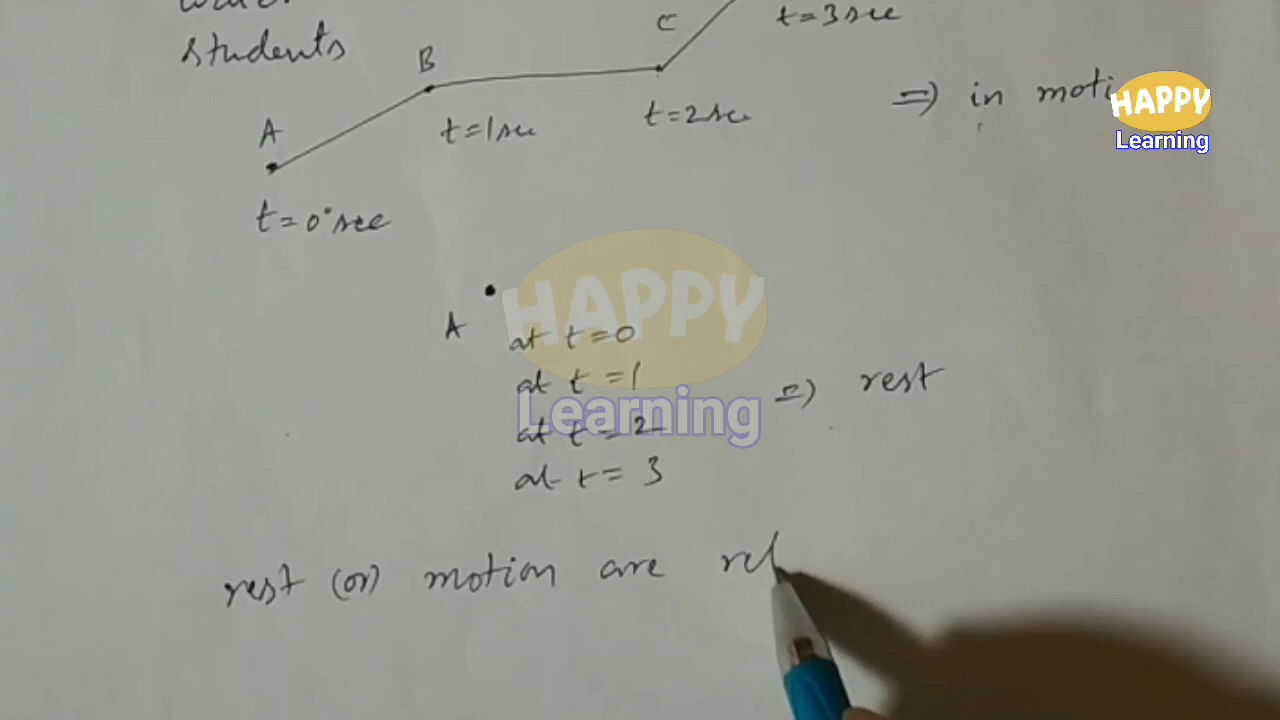 students
t=3sec
C
B
t=2sec
t=1sec
A
=) in moti
HAPPY
Learning
t=0°sec
HAPPY
A
at t=0
at t=1
=) rest
Learning
at t=2
at t=3
rest (or) motion are rel